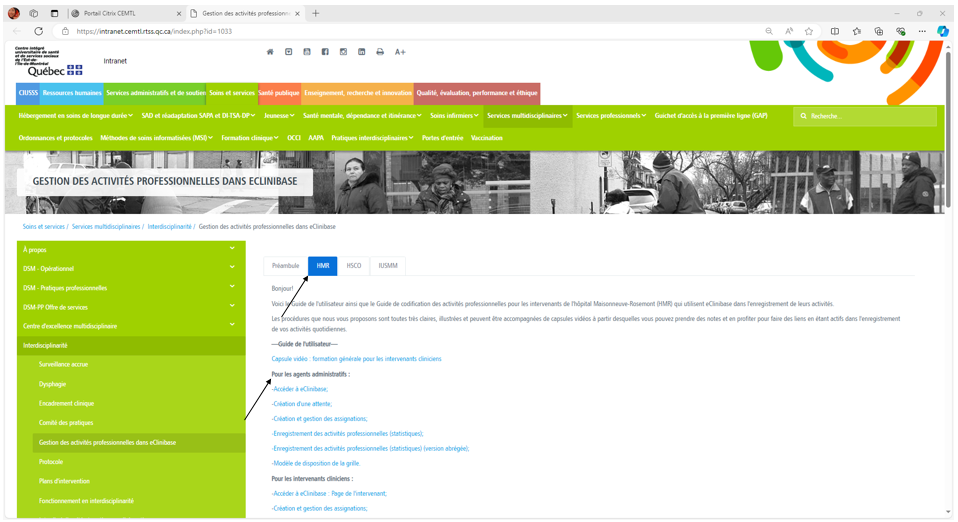 Portail Citrix CEMTL
Gestion des activités professionn
https://intranet.cemtl.rtss.qc.ca/index.php?id=1033
Centre intégré
universitaire de santé
et de services sociaux
de l'Est-de-
l'Île-de-Montréal
Québec
Intranet
A+
CIUSSS Ressources humaines Services administratifs et de soutien Soins et services Santé publique Enseignement, recherche et innovation Qualité, évaluation, performance et éthique
Hébergement en soins de longue durée SAD et réadaptation SAPA et DI-TSA-DP Jeunesse Santé mentale, dépendance et itinérance Soins infirmiers Services multidisciplinaires Services professionnels Guichet d'accès à la première ligne (GAP)
Recherche...
Ordonnances et protocoles Méthodes de soins informatisées (MSI) Formation clinique OCCI AAPA Pratiques interdisciplinaires Portes d'entrée Vaccination
GESTION DES ACTIVITÉS PROFESSIONNELLES DANS ECLINIBASE
Soins et services / Services multidisciplinaires / Interdisciplinarité / Gestion des activités professionnelles dans eClinibase
À propos
DSM - Opérationnel
DSM - Pratiques professionnelles
DSM-PP Offre de services
Centre d'excellence multidisciplinaire
Interdisciplinarité
Surveillance accrue
Dysphagie
Encadrement clinique
Comité des pratiques
Gestion des activités professionnelles dans eClinibase
Protocole
Plans d'intervention
Fonctionnement en interdisciplinarité
Préambule HMR HSCO IUSMM
Bonjour!
Voici le Guide de l'utilisateur ainsi que le Guide de codification des activités professionnelles pour les intervenants de l'hôpital Maisonneuve-Rosemont (HMR) qui utilisent eClinibase dans l'enregistrement de leurs activités.
Les procédures que nous vous proposons sont toutes très claires, illustrées et peuvent être accompagnées de capsules vidéos à partir desquelles vous pouvez prendre des notes et en profiter pour faire des liens en étant actifs dans l'enregistrement
de vos activités quotidiennes.
----Guide de l'utilisateur----
Capsule vidéo : formation générale pour les intervenants cliniciens
Pour les agents administratifs :
-Accéder à eClinibase;
-Création d'une attente;
-Création et gestion des assignations;
-Enregistrement des activités professionnelles (statistiques);
-Enregistrement des activités professionnelles (statistiques) (version abrégée);
-Modèle de disposition de la grille.
Pour les intervenants cliniciens :
-Accéder à eClinibase : Page de l'intervenant;
-Création et gestion des assignations;